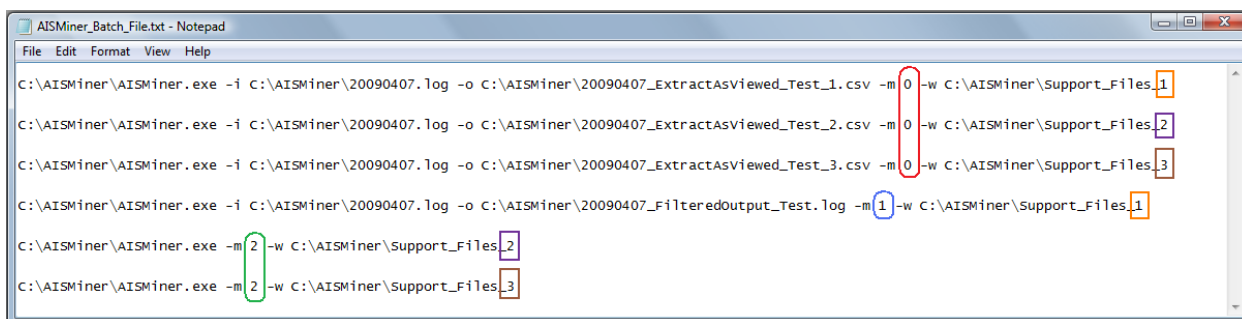 AISMiner_Batch_File.txt - Notepad
File Edit Format View Help
C:\AISMiner\AISMiner.exe -i C:\AISMiner\20090407.log -o C:\AISMiner\20090407_ExtractAsViewed_Test_1.csv -m 0 -w C:\AISMiner\Support_Files_1
C:\AISMiner\AISMiner.exe -i C:\AISMiner\20090407.log -o C:\AISMiner\20090407_ExtractAsViewed_Test_2.csv -m 0 -w C:\AISMiner\Support_Files_2
C:\AISMiner\AISMiner.exe -i C:\AISMiner\20090407.log -o C:\AISMiner\20090407_ExtractAsViewed_Test_3.csv -m 0 -w C:\AISMiner\Support_Files_3
C:\AISMiner\AISMiner.exe -i C:\AISMiner\20090407.log -o C:\AISMiner\20090407_FilteredOutput_Test.log -m 1 -w C:\AISMiner\Support_Files_1
C:\AISMiner\AISMiner.exe -m 2 -w C:\AISMiner\Support_Files_2
C:\AISMiner\AISMiner.exe -m 2 -w C:\AISMiner\Support_Files_3